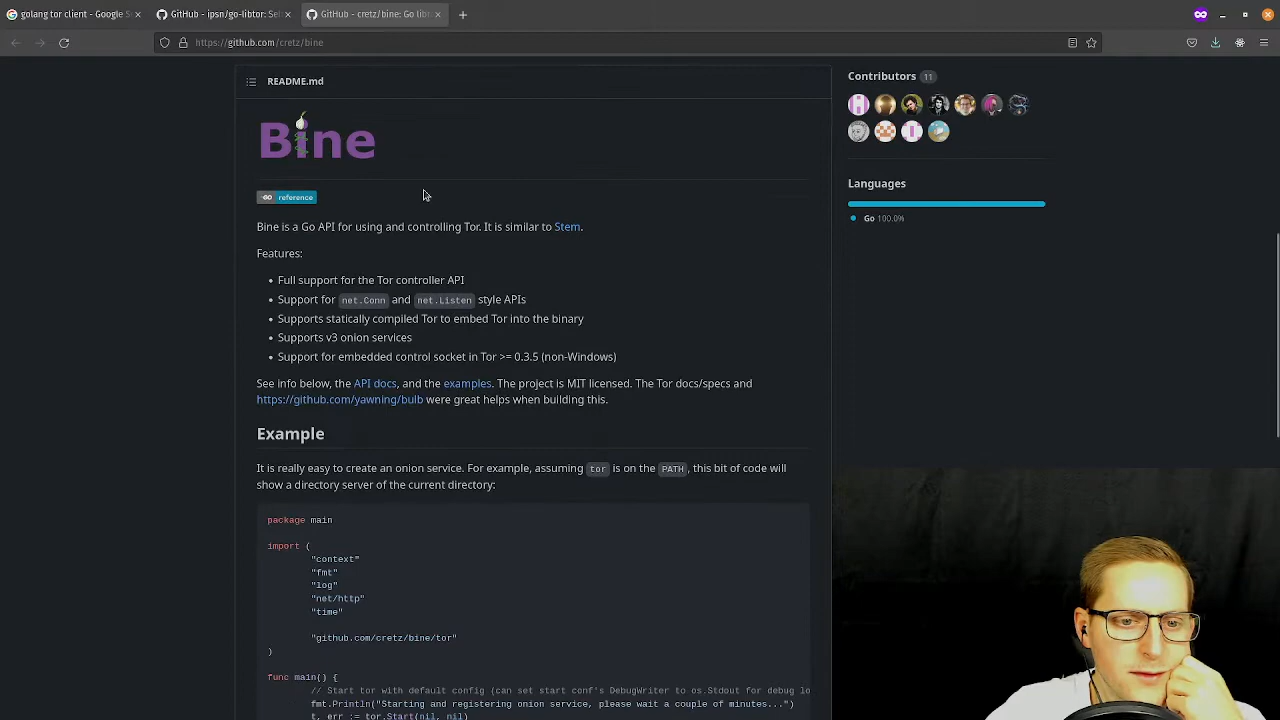 golang tor client - Google S
GitHub - ipsn/go-libtor: Sel
GitHub - cretz/bine: Go libr
https://github.com/cretz/bine
README.md
Bine
GO reference
Bine is a Go API for using and controlling Tor. It is similar to Stem.
Features:
• Full support for the Tor controller API
• Support for net.Conn and net.Listen style APIs
• Supports statically compiled Tor to embed Tor into the binary
• Supports v3 onion services
• Support for embedded control socket in Tor >= 0.3.5 (non-Windows)
See info below, the API docs, and the examples. The project is MIT licensed. The Tor docs/specs and
https://github.com/yawning/bulb were great helps when building this.
Example
It is really easy to create an onion service. For example, assuming tor is on the PATH, this bit of code will
show a directory server of the current directory:
package main
import (
"context"
"fmt"
"log"
"net/http"
"time"
"github.com/cretz/bine/tor"
)
func main() {
// Start tor with default config (can set start conf's DebugWriter to os.Stdout for debug lo
fmt.Println("Starting and registering onion service, please wait a couple of minutes...")
t, err := tor.Start(nil, nil)
Contributors 11
Languages
Go 100.0%